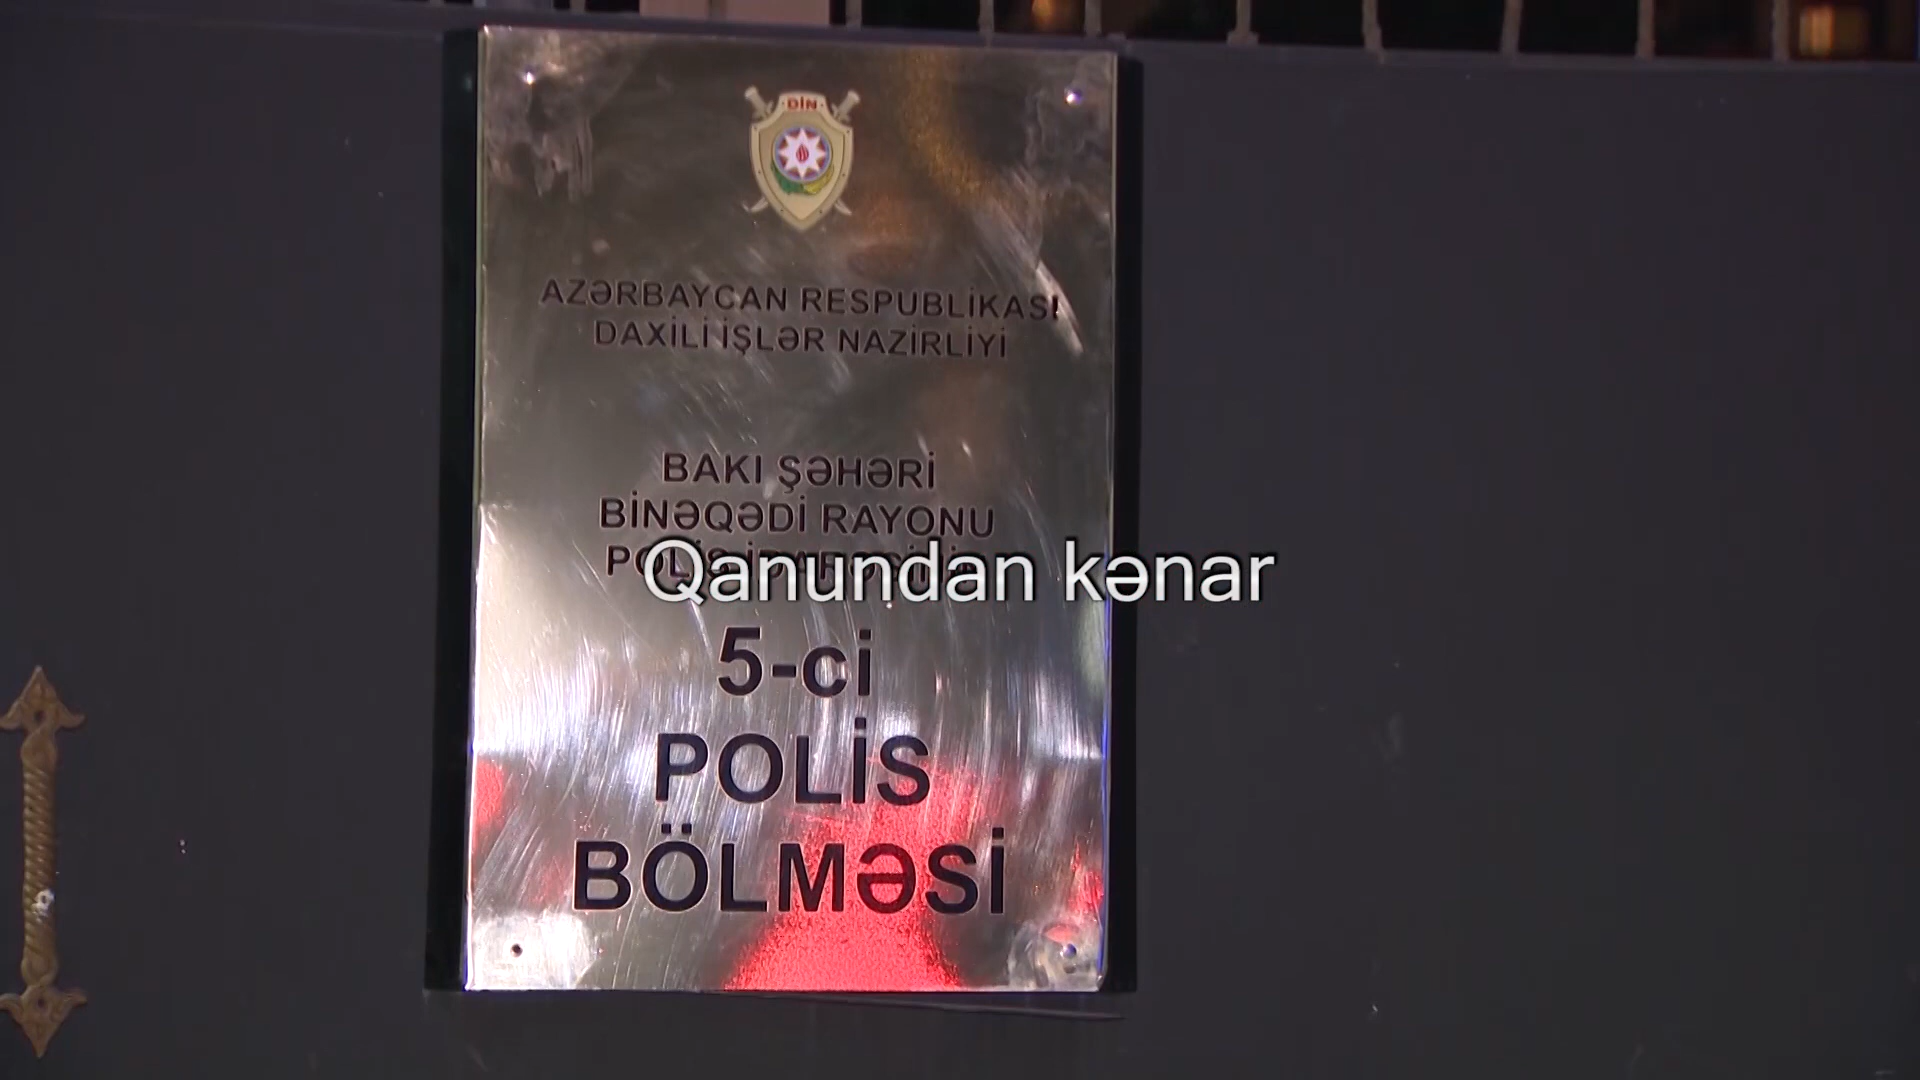 DİN
AZƏRBAYCAN RESPUBLİKASI
DAXİLİ İŞLƏR NAZİRLİYİ
BAKI ŞƏHƏRİ
BİNƏQƏDİ RAYONU
Qanundan kənar
5-ci
POLİS
BÖLMƏSİ